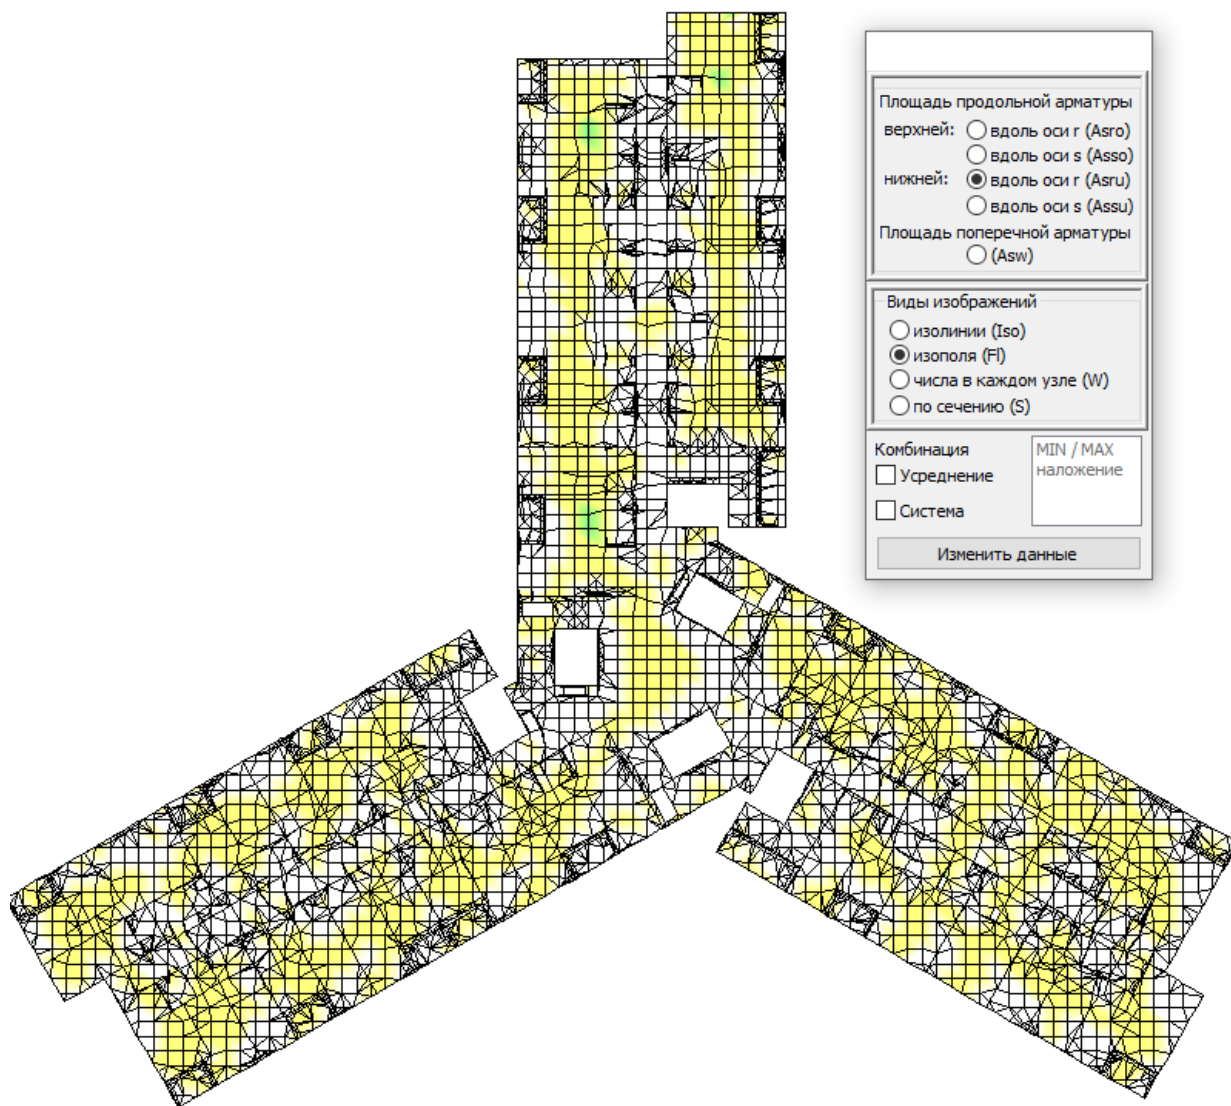 Площадь продольной арматуры
верхней: вдоль оси r (Asro)
вдоль оси s (Asso)
нижней: вдоль оси r (Asru)
вдоль оси s (Assu)
Площадь поперечной арматуры
(Asw)
Виды изображений
изолинии (Iso)
изополя (Fl)
числа в каждом узле (W)
по сечению (S)
Комбинация
Усреднение
Система
MIN / MAX
наложение
Изменить данные